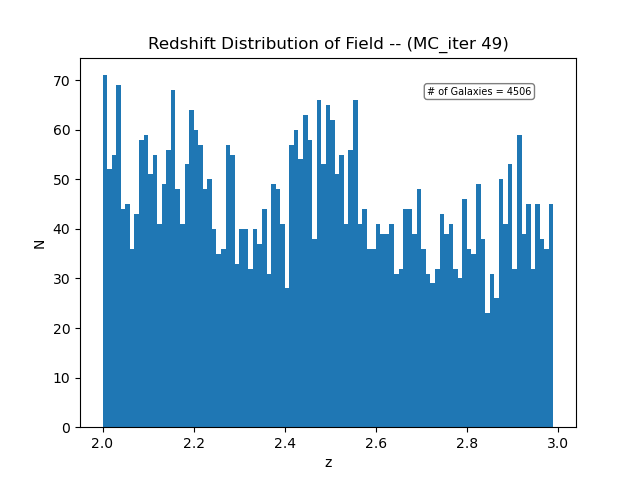 Redshift Distribution of Field -- (MC_iter 49)
# of Galaxies = 4506
N
70
60
50
40
30
20
10
0
2.0 2.2 2.4 2.6 2.8 3.0
z